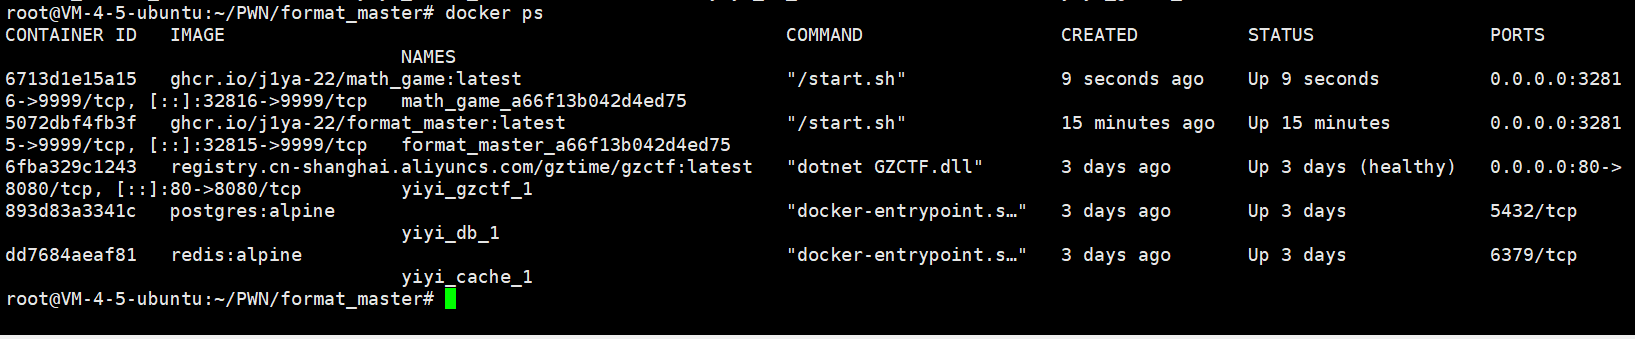 root@VM-4-5-ubuntu:~/PWN/format_master# docker ps
CONTAINER ID   IMAGE                                                   COMMAND                  CREATED          STATUS                PORTS
                                    NAMES
6713d1e15a15   ghcr.io/j1ya-22/math_game:latest                        "/start.sh"              9 seconds ago    Up 9 seconds          0.0.0.0:3281
6->9999/tcp, [::]:32816->9999/tcp   math_game_a66f13b042d4ed75
5072dbf4fb3f   ghcr.io/j1ya-22/format_master:latest                    "/start.sh"              15 minutes ago   Up 15 minutes         0.0.0.0:3281
5->9999/tcp, [::]:32815->9999/tcp   format_master_a66f13b042d4ed75
6fba329c1243   registry.cn-shanghai.aliyuncs.com/gztime/gzctf:latest   "dotnet GZCTF.dll"       3 days ago       Up 3 days (healthy)   0.0.0.0:80->
8080/tcp, [::]:80->8080/tcp         yiyi_gzctf_1
893d83a3341c   postgres:alpine                                         "docker-entrypoint.s…"   3 days ago       Up 3 days             5432/tcp
                                    yiyi_db_1
dd7684aeaf81   redis:alpine                                            "docker-entrypoint.s…"   3 days ago       Up 3 days             6379/tcp
                                    yiyi_cache_1
root@VM-4-5-ubuntu:~/PWN/format_master#